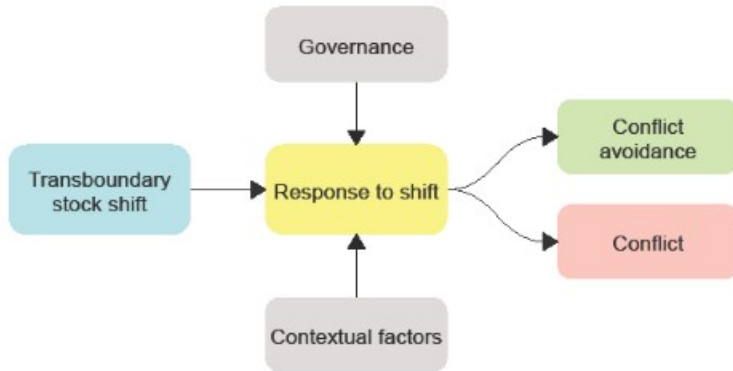 Governance
Transboundary
stock shift
Response to shift
Conflict
avoidance
Conflict
Contextual factors